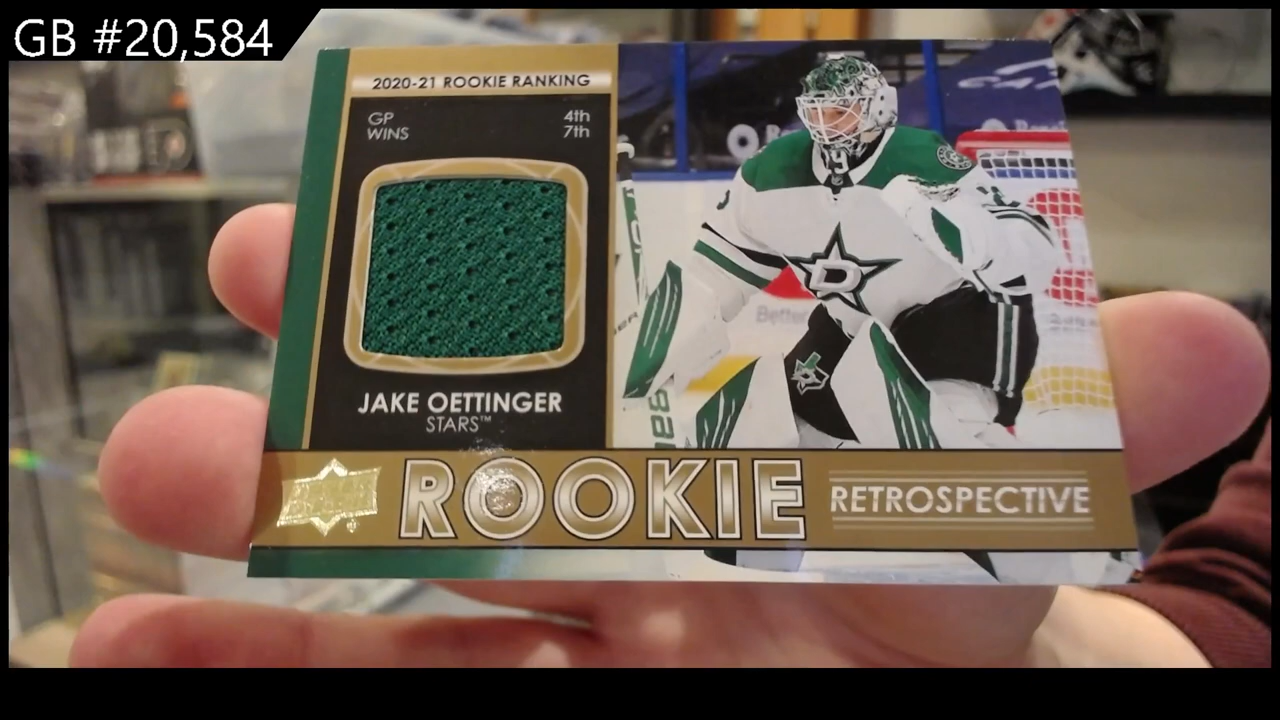 GB #20,584
2020-21 ROOKIE RANKING
GP 4th
WINS 7th
JAKE OETTINGER
STARS™
ROOKIE
RETROSPECTIVE
D